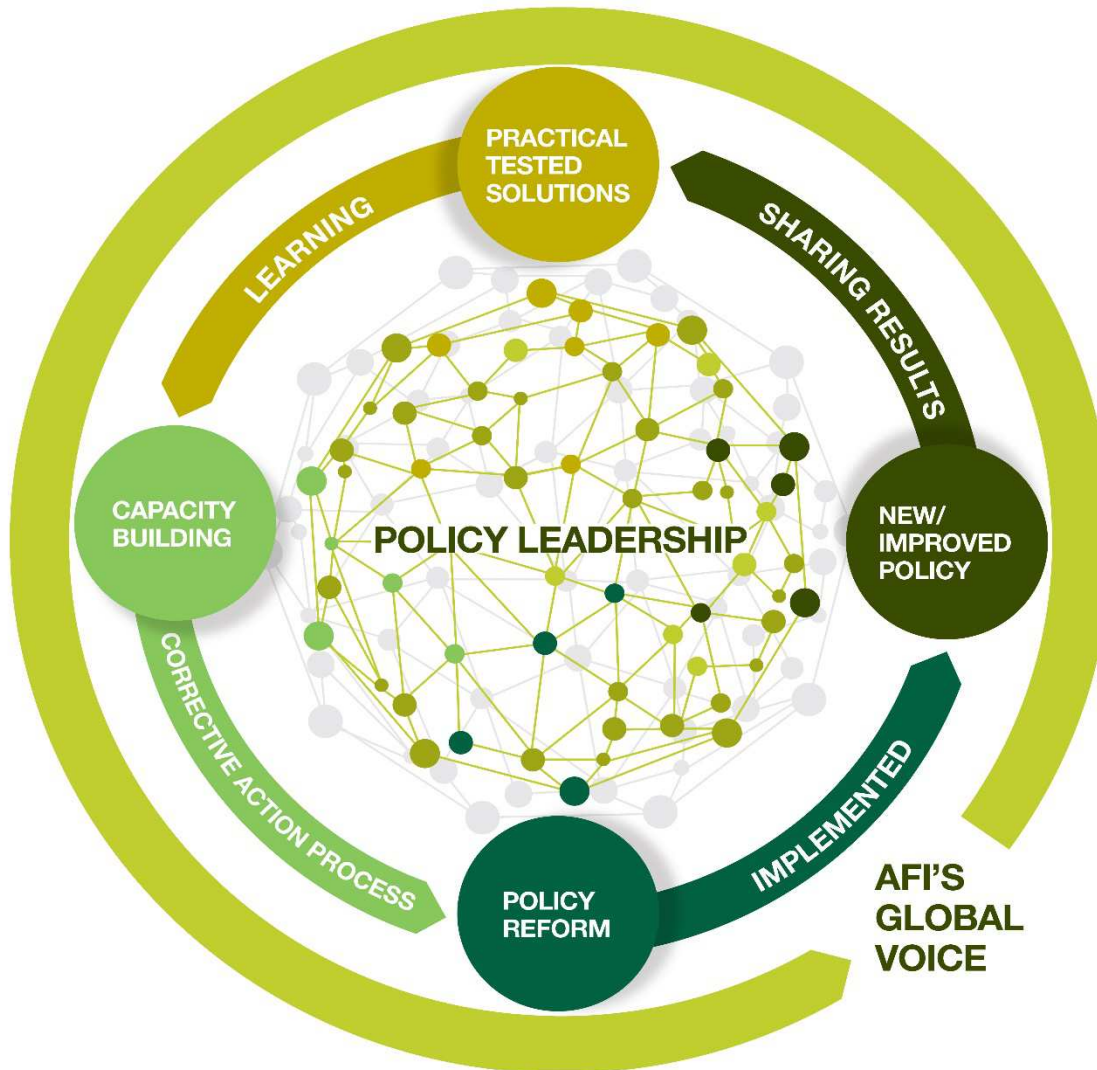 PRACTICAL
TESTED
SOLUTIONS
LEARNING
SHARING RESULTS
CAPACITY
BUILDING
POLICY LEADERSHIP
NEW/
IMPROVED
POLICY
CORRECTIVE ACTION PROCESS
IMPLEMENTED
POLICY
REFORM
AFI'S
GLOBAL
VOICE